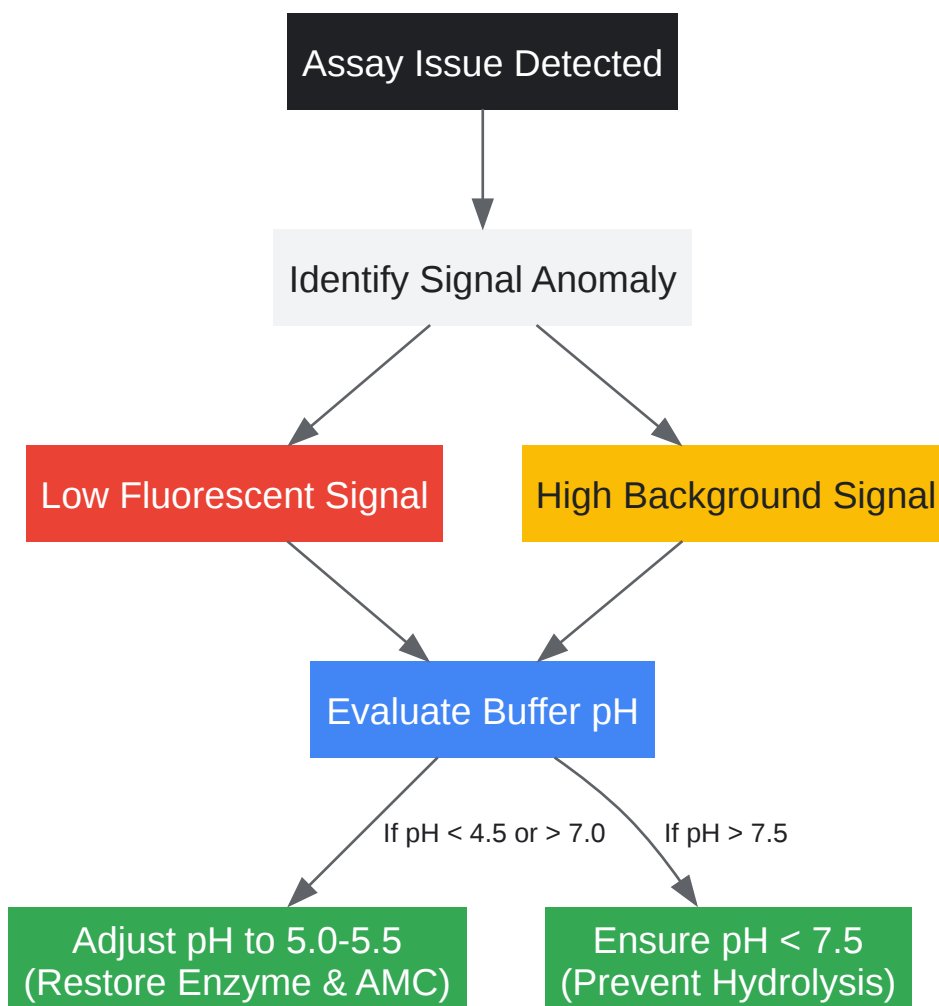 Assay Issue Detected
Identify Signal Anomaly
Low Fluorescent Signal
High Background Signal
Evaluate Buffer pH
If pH < 4.5 or > 7.0
If pH > 7.5
Adjust pH to 5.0-5.5
(Restore Enzyme & AMC)
Ensure pH < 7.5
(Prevent Hydrolysis)